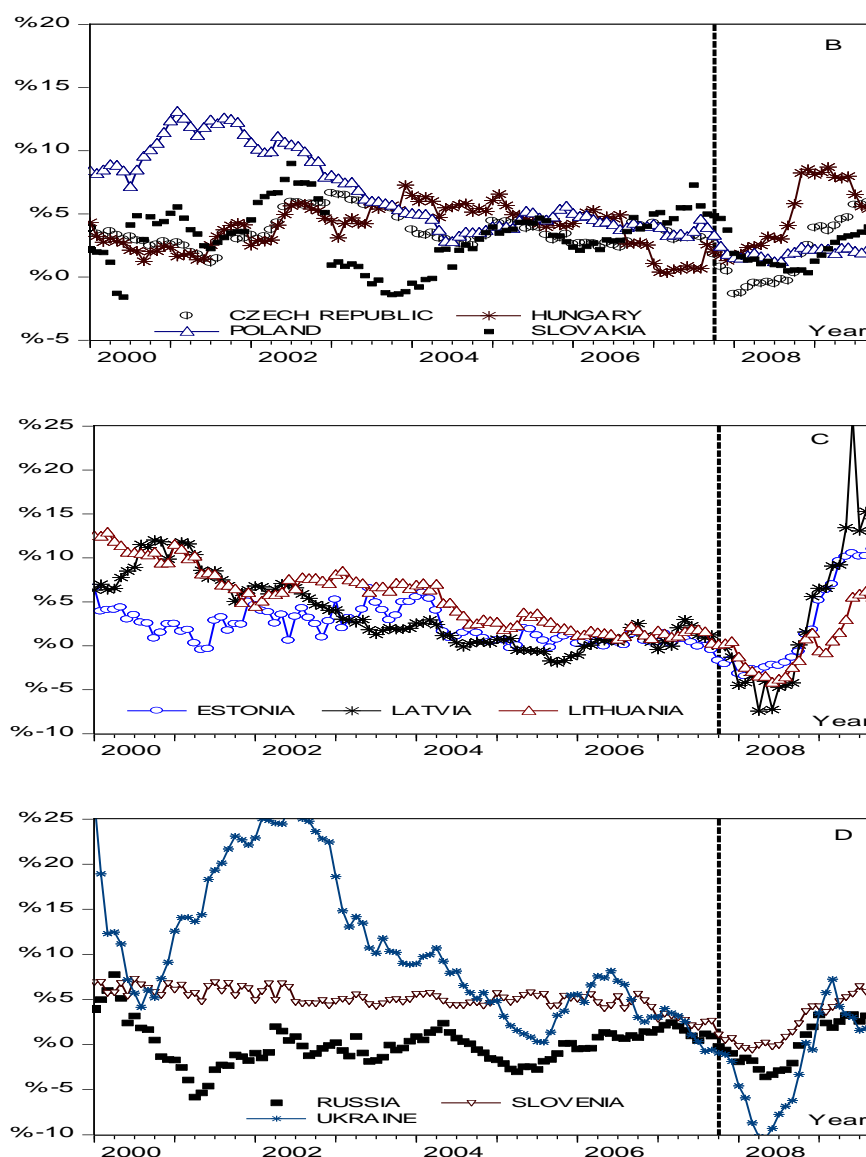 %20
B
%15
%10
%5
%0
CZECH REPUBLIC HUNGARY
POLAND SLOVAKIA
%-5 Year
2000 2002 2004 2006 2008
%25
C
%20
%15
%10
%5
%0
%-5
ESTONIA LATVIA LITHUANIA
%-10 Year
2000 2002 2004 2006 2008
%25
D
%20
%15
%10
%5
%0
%-5
RUSSIA SLOVENIA
UKRAINE Year
%-10
2000 2002 2004 2006 2008